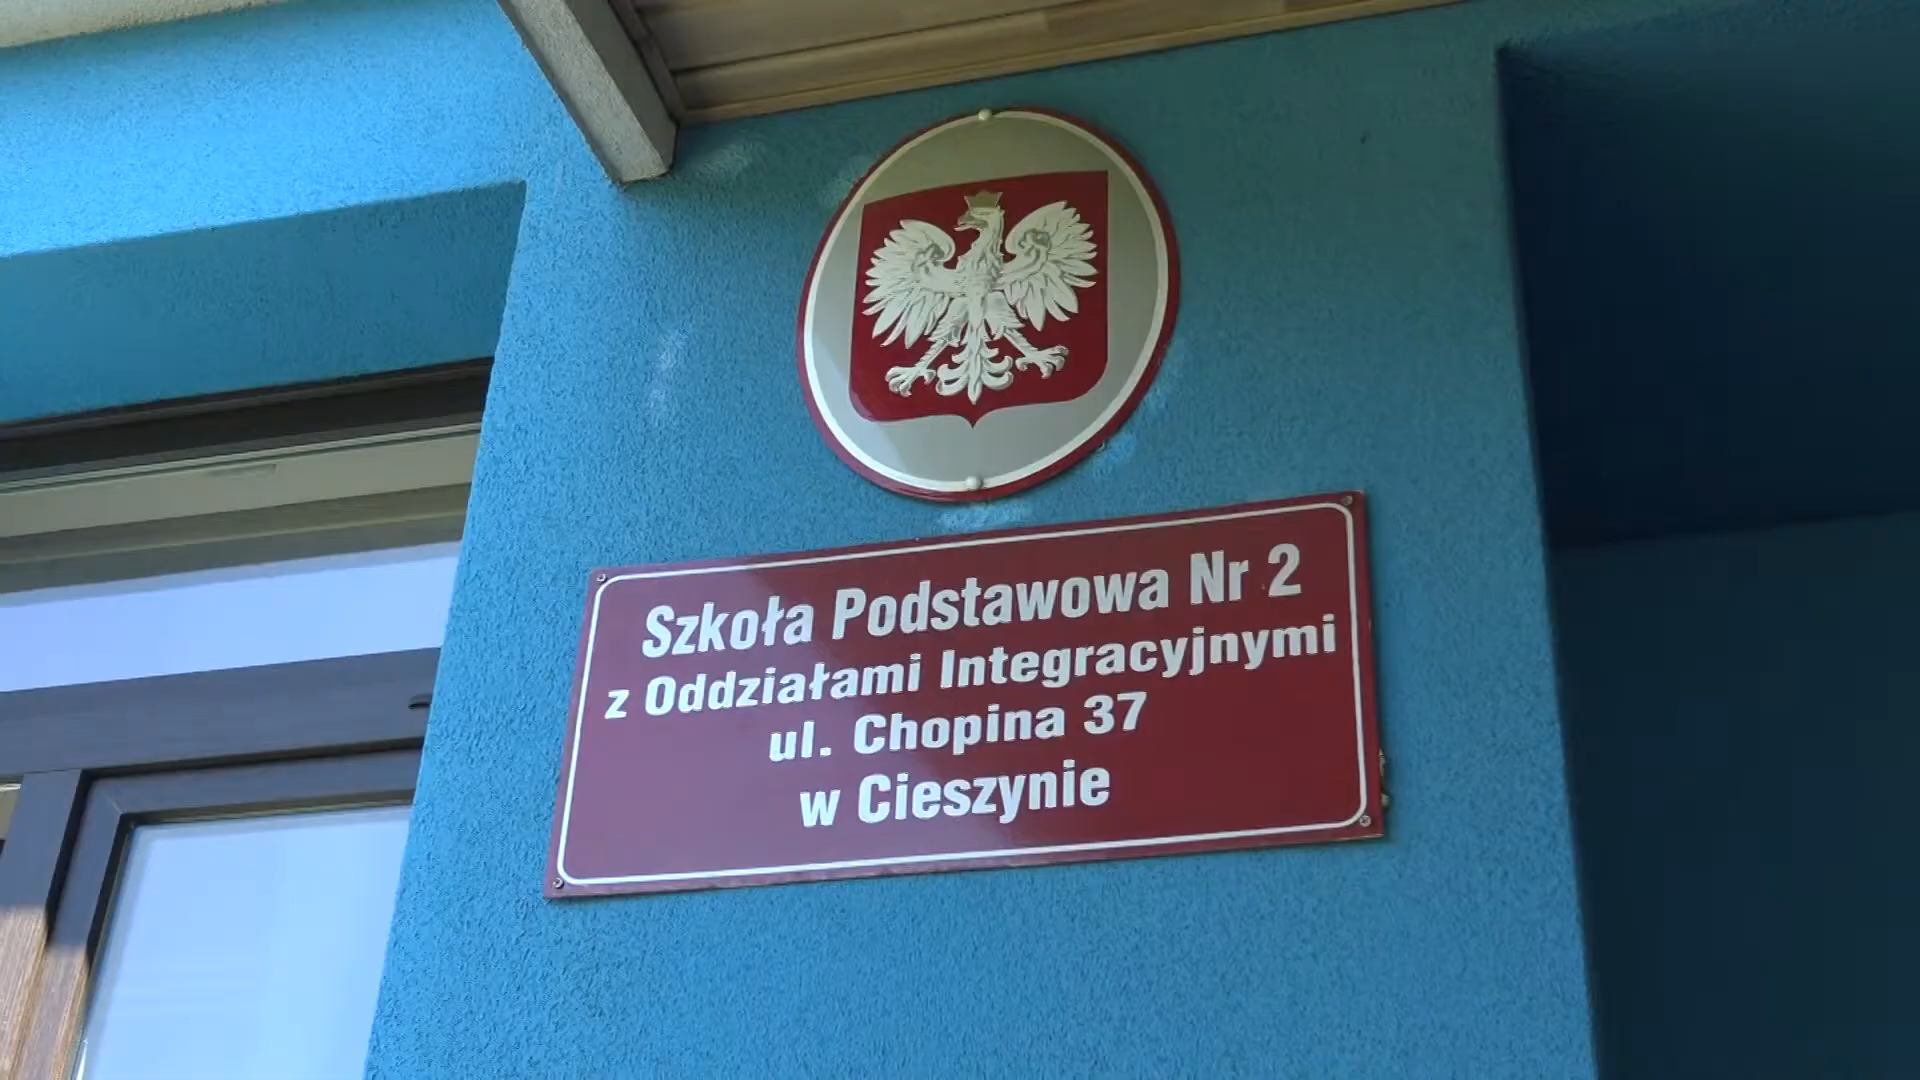 Szkoła Podstawowa Nr 2
z Oddziałami Integracyjnymi
ul. Chopina 37
w Cieszynie